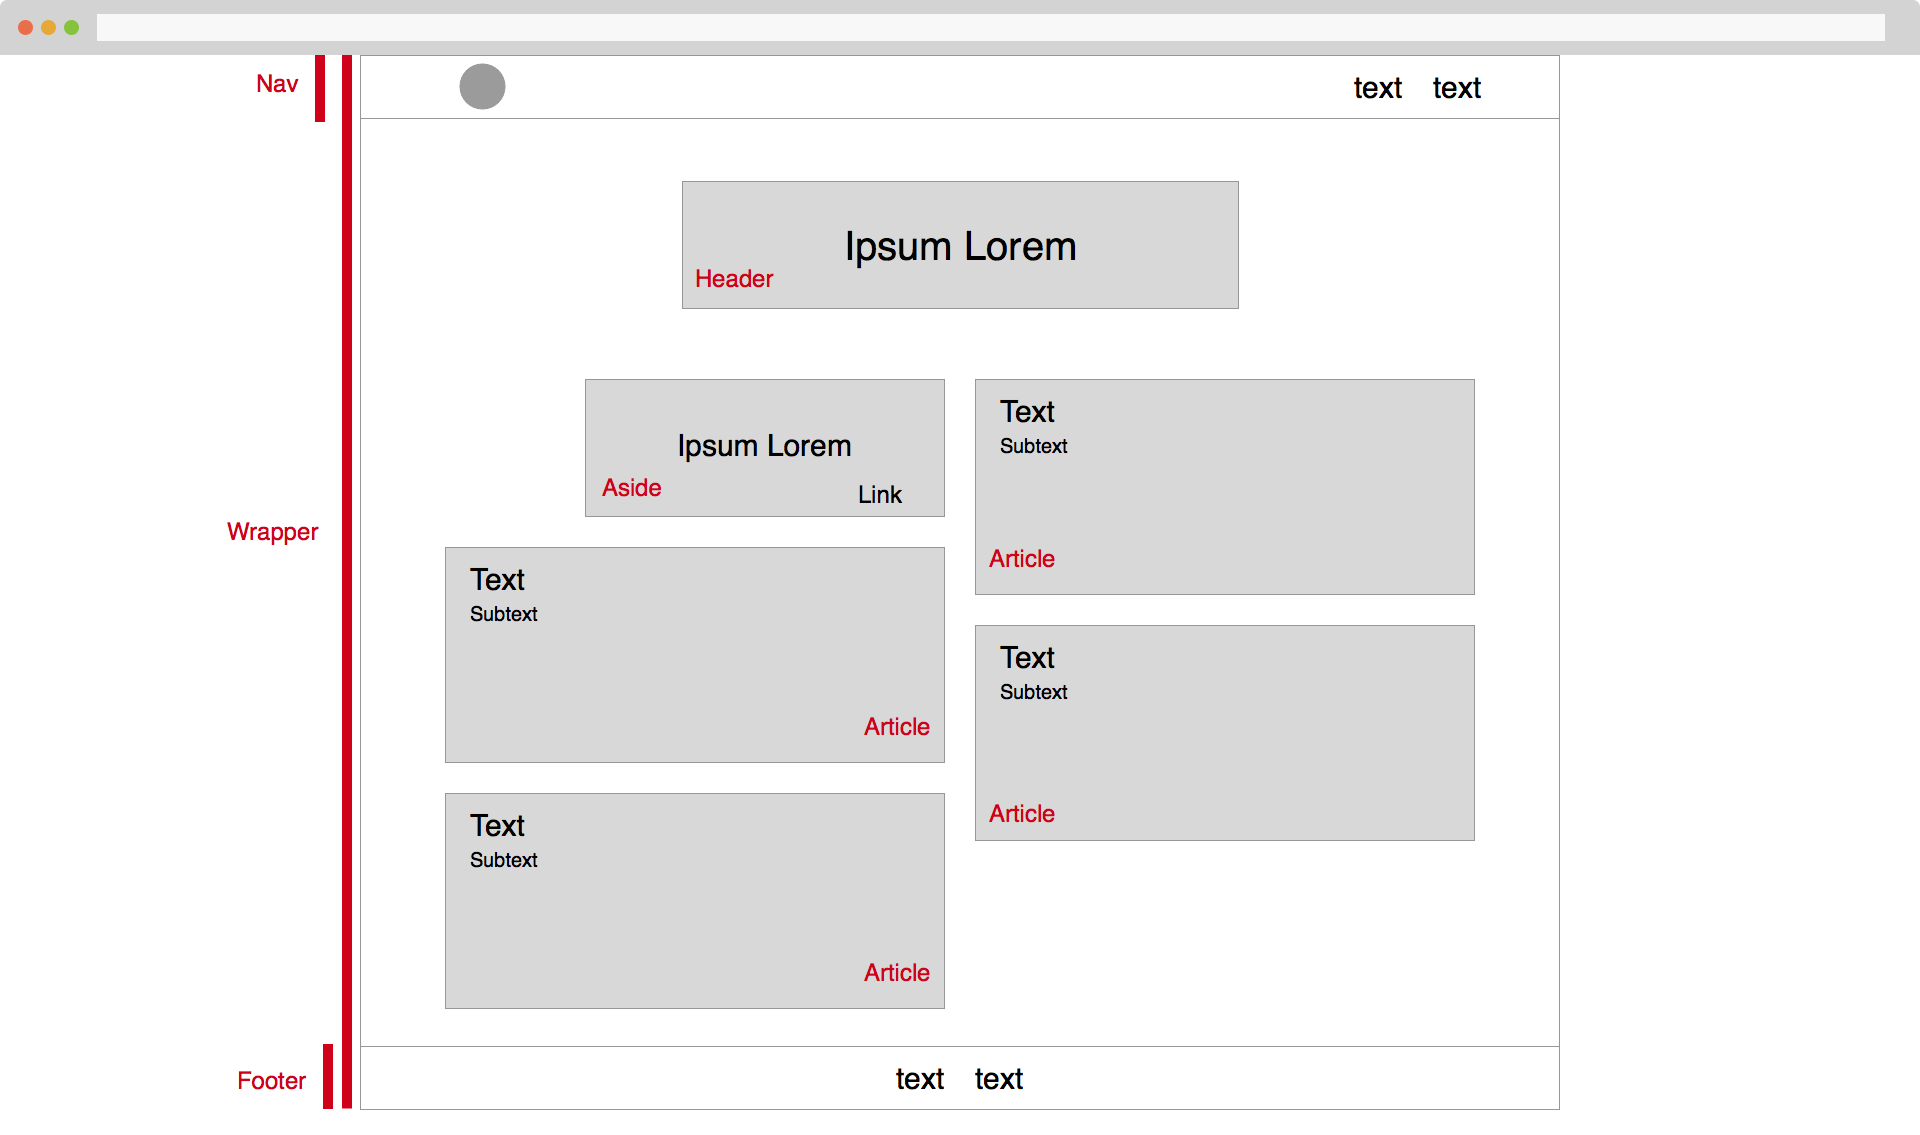 Nav
text text
Ipsum Lorem
Header
Ipsum Lorem
Aside
Link
Text
Subtext
Article
Wrapper
Text
Subtext
Article
Text
Subtext
Article
Text
Subtext
Article
Footer
text text